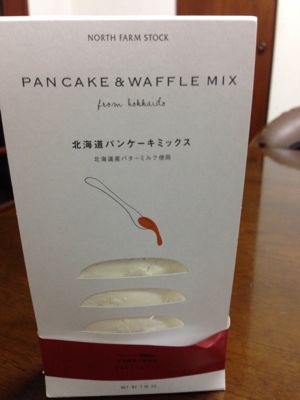 NORTH FARM STOCK
PANCAKE & WAFFLE MIX
from hokkaido
北海道パンケーキミックス
北海道産バターミルク使用